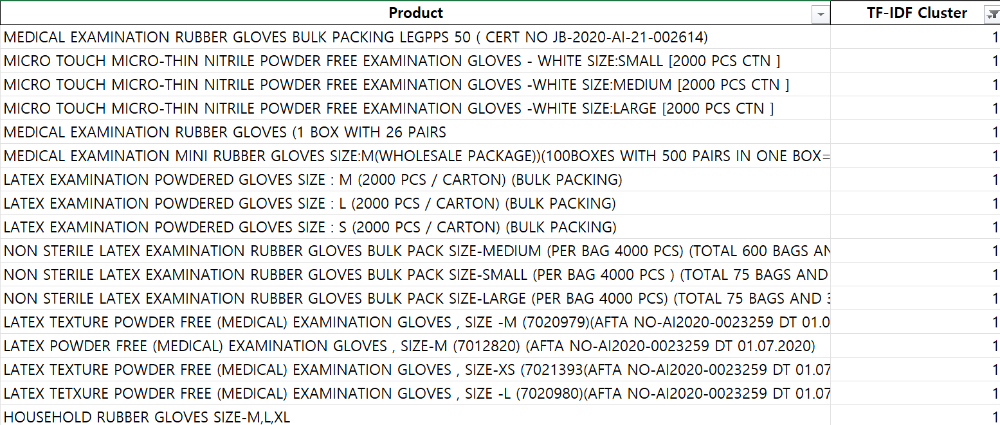 Product TF-IDF Cluster
MEDICAL EXAMINATION RUBBER GLOVES BULK PACKING LEGPPS 50 ( CERT NO JB-2020-AI-21-002614) 1
MICRO TOUCH MICRO-THIN NITRILE POWDER FREE EXAMINATION GLOVES - WHITE SIZE:SMALL [2000 PCS CTN ] 1
MICRO TOUCH MICRO-THIN NITRILE POWDER FREE EXAMINATION GLOVES -WHITE SIZE:MEDIUM [2000 PCS CTN ] 1
MICRO TOUCH MICRO-THIN NITRILE POWDER FREE EXAMINATION GLOVES -WHITE SIZE:LARGE [2000 PCS CTN ] 1
MEDICAL EXAMINATION RUBBER GLOVES (1 BOX WITH 26 PAIRS 1
MEDICAL EXAMINATION MINI RUBBER GLOVES SIZE:M(WHOLESALE PACKAGE))(100BOXES WITH 500 PAIRS IN ONE BOX= 1
LATEX EXAMINATION POWDERED GLOVES SIZE : M (2000 PCS / CARTON) (BULK PACKING) 1
LATEX EXAMINATION POWDERED GLOVES SIZE : L (2000 PCS / CARTON) (BULK PACKING) 1
LATEX EXAMINATION POWDERED GLOVES SIZE : S (2000 PCS / CARTON) (BULK PACKING) 1
NON STERILE LATEX EXAMINATION RUBBER GLOVES BULK PACK SIZE-MEDIUM (PER BAG 4000 PCS) (TOTAL 600 BAGS AN 1
NON STERILE LATEX EXAMINATION RUBBER GLOVES BULK PACK SIZE-SMALL (PER BAG 4000 PCS ) (TOTAL 75 BAGS AND 1
NON STERILE LATEX EXAMINATION RUBBER GLOVES BULK PACK SIZE-LARGE (PER BAG 4000 PCS) (TOTAL 75 BAGS AND 1
LATEX TEXTURE POWDER FREE (MEDICAL) EXAMINATION GLOVES , SIZE -M (7020979)(AFTA NO-AI2020-0023259 DT 01.0 1
LATEX POWDER FREE (MEDICAL) EXAMINATION GLOVES , SIZE-M (7012820) (AFTA NO-AI2020-0023259 DT 01.07.2020) 1
LATEX TEXTURE POWDER FREE (MEDICAL) EXAMINATION GLOVES , SIZE-XS (7021393(AFTA NO-AI2020-0023259 DT 01.07 1
LATEX TETXURE POWDER FREE (MEDICAL) EXAMINATION GLOVES , SIZE -L (7020980)(AFTA NO-AI2020-0023259 DT 01.07 1
HOUSEHOLD RUBBER GLOVES SIZE-M,L,XL 1